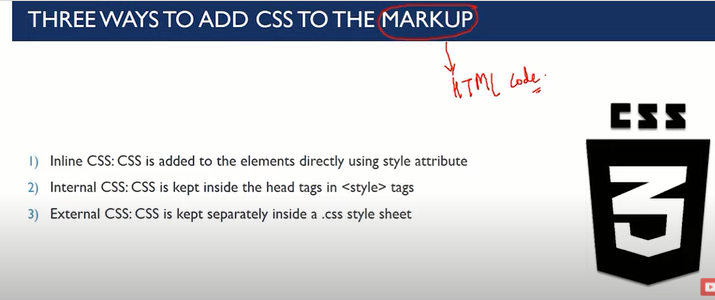 THREE WAYS TO ADD CSS TO THE MARKUP
HTML code.
CSS
3
1) Inline CSS: CSS is added to the elements directly using style attribute
2) Internal CSS: CSS is kept inside the head tags in <style> tags
3) External CSS: CSS is kept separately inside a .css style sheet